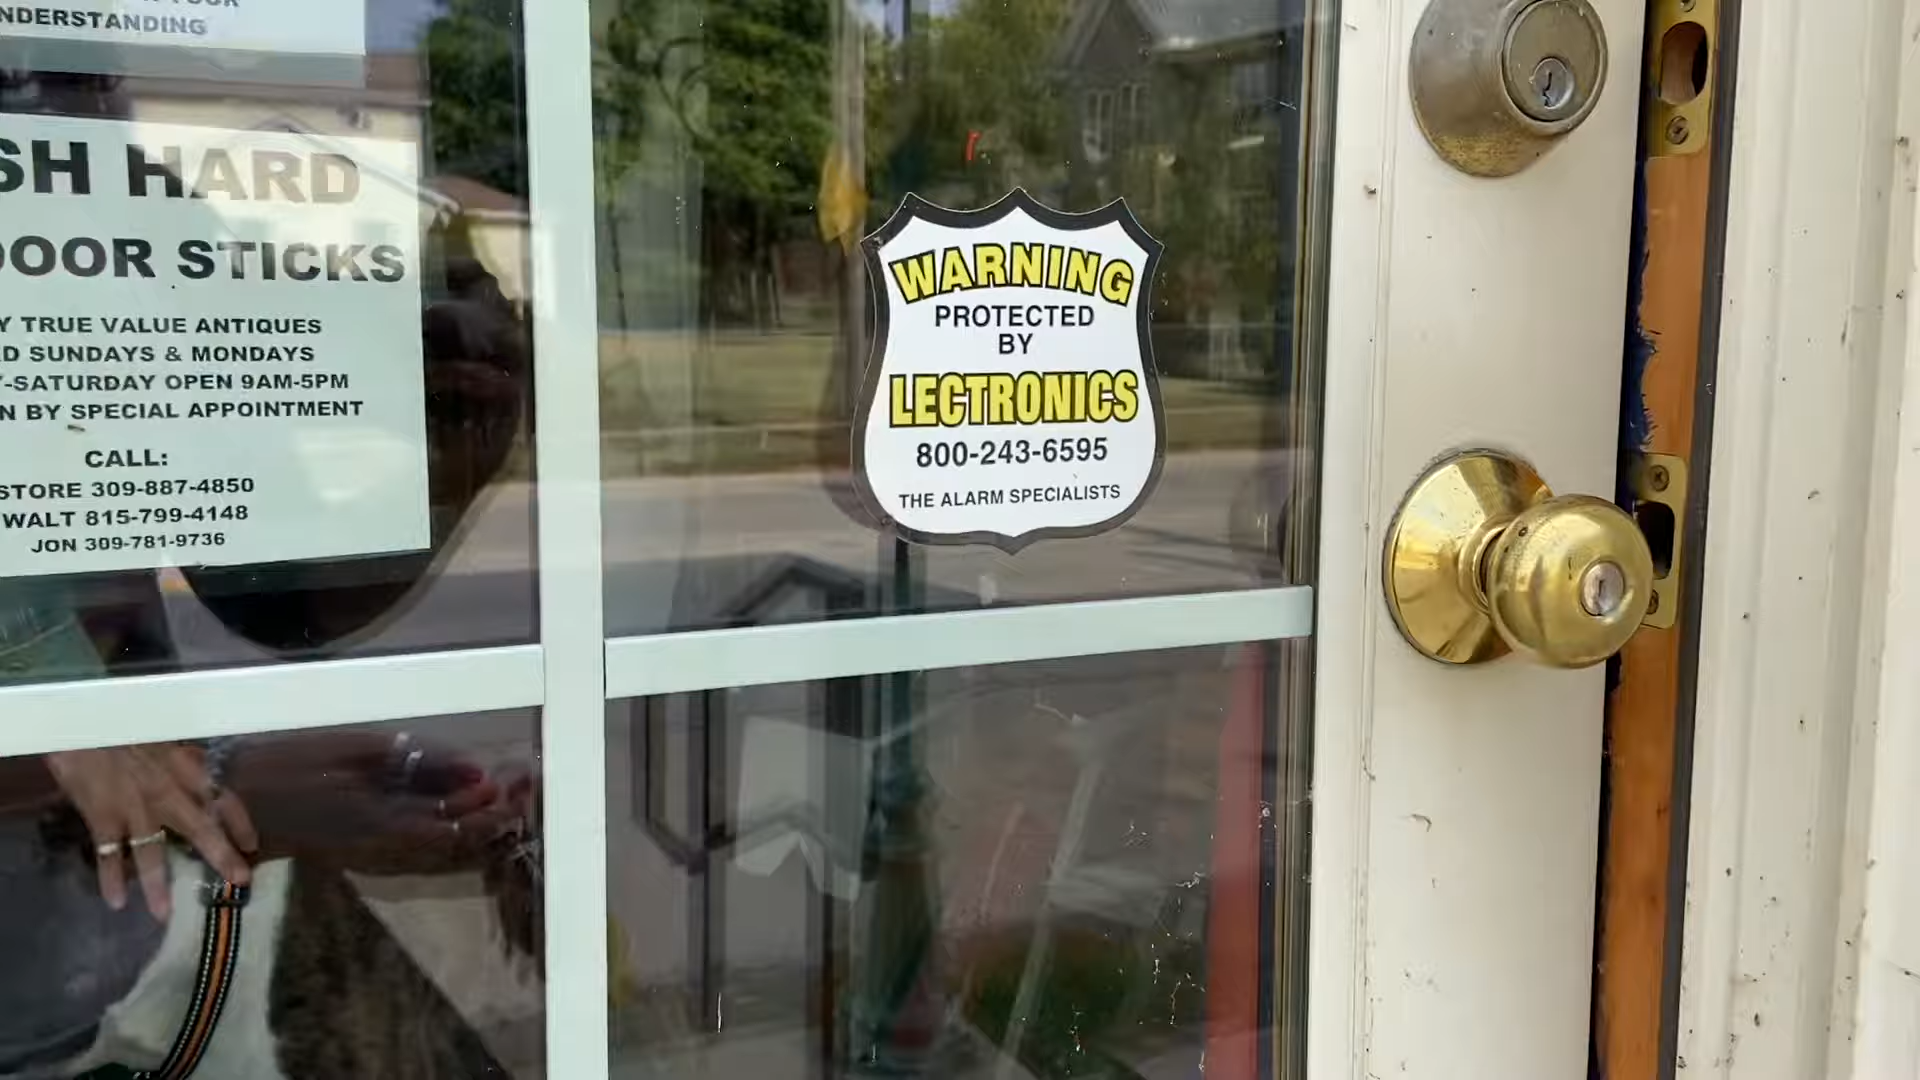 UNDERSTANDING
SH HARD
DOOR STICKS
Y TRUE VALUE ANTIQUES
D SUNDAYS & MONDAYS
Y-SATURDAY OPEN 9AM-5PM
N BY SPECIAL APPOINTMENT
CALL:
STORE 309-887-4850
WALT 815-799-4148
JON 309-781-9736
WARNING
PROTECTED
BY
LECTRONICS
800-243-6595
THE ALARM SPECIALISTS